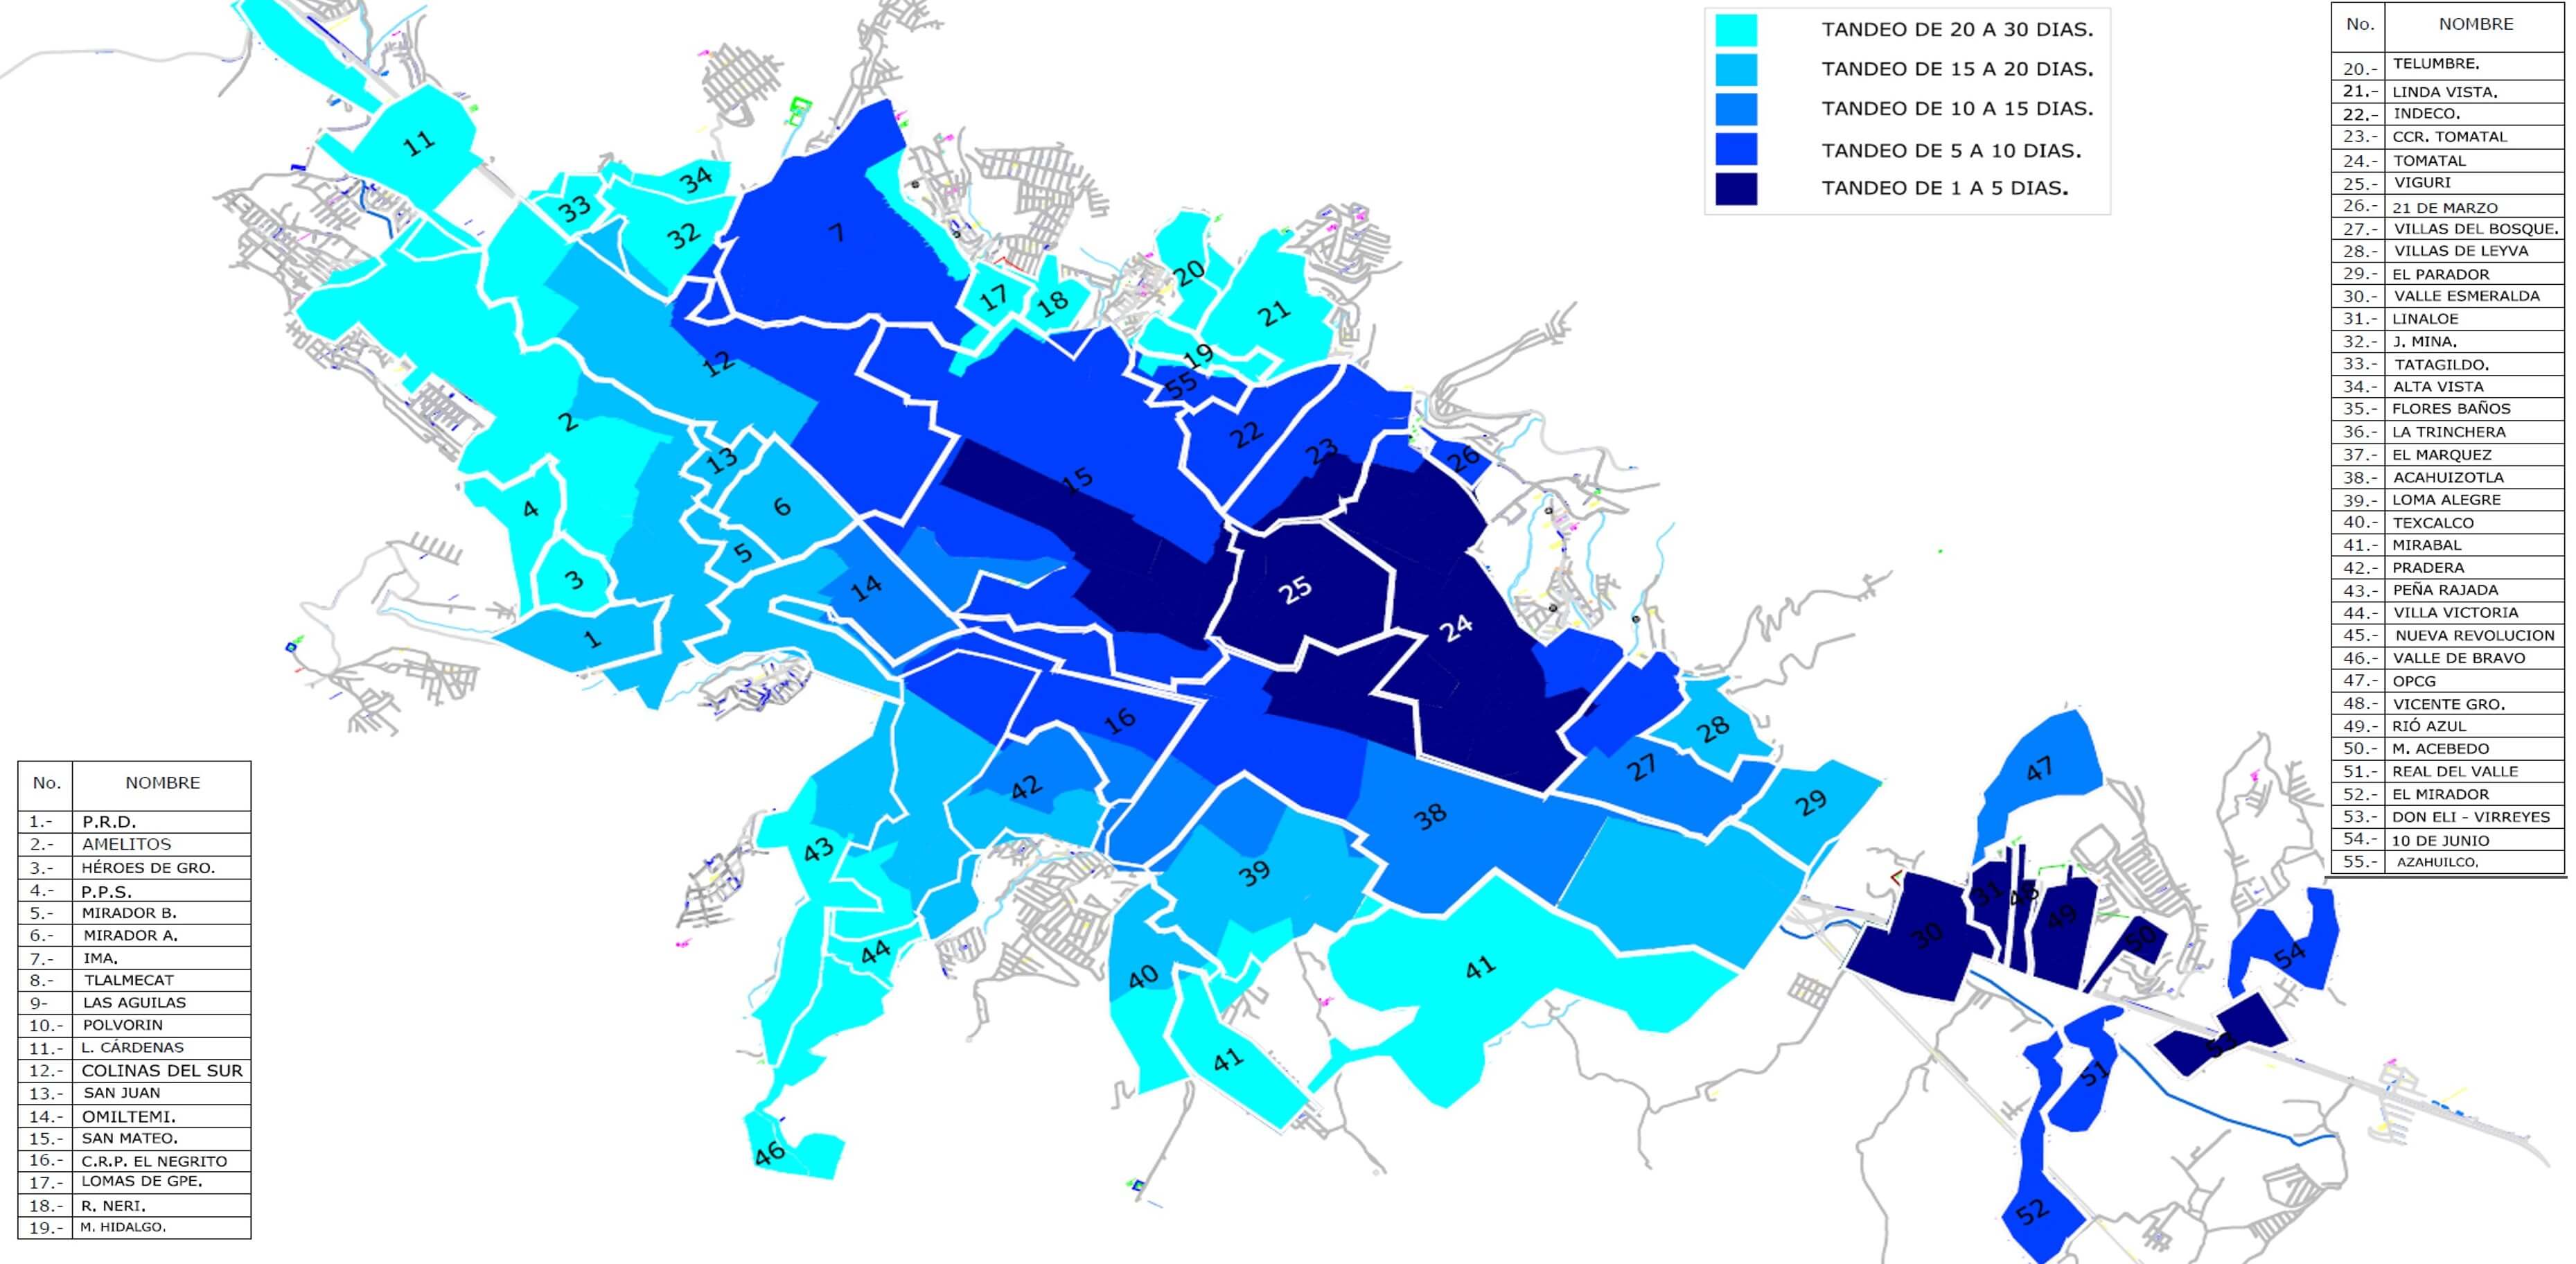 TANDEO DE 20 A 30 DIAS.
TANDEO DE 15 A 20 DIAS.
TANDEO DE 10 A 15 DIAS.
TANDEO DE 5 A 10 DIAS.
TANDEO DE 1 A 5 DIAS.
No. NOMBRE
20.- TELUMBRE.
21.- LINDA VISTA.
22.- INDECO.
23.- CCR. TOMATAL
24.- TOMATAL
25.- VIGURI
26.- 21 DE MARZO
27.- VILLAS DEL BOSQUE.
28.- VILLAS DE LEYVA
29.- EL PARADOR
30.- VALLE ESMERALDA
31.- LINALOE
32.- J. MINA.
33.- TATAGILDO.
34.- ALTA VISTA
35.- FLORES BAÑOS
36.- LA TRINCHERA
37.- EL MARQUEZ
38.- ACAHUIZOTLA
39.- LOMA ALEGRE
40.- TEXCALCO
41.- MIRABAL
42.- PRADERA
43.- PEÑA RAJADA
44.- VILLA VICTORIA
45.- NUEVA REVOLUCION
46.- VALLE DE BRAVO
47.- OPCG
48.- VICENTE GRO.
49.- RIÓ AZUL
50.- M. ACEBEDO
51.- REAL DEL VALLE
52.- EL MIRADOR
53.- DON ELI - VIRREYES
54.- 10 DE JUNIO
55.- AZAHUILCO.
11
34
33
32
7
20
17
18
21
19
12
55
2
22
23
13
26
15
6
4
5
3
14
25
24
1
16
28
27
42
29
47
38
43
39
31
48
49
30
50
44
40
41
54
41
53
51
46
52
No. NOMBRE
1.- P.R.D.
2.- AMELITOS
3.- HÉROES DE GRO.
4.- P.P.S.
5.- MIRADOR B.
6.- MIRADOR A.
7.- IMA.
8.- TLALMECAT
9- LAS AGUILAS
10.- POLVORIN
11.- L. CÁRDENAS
12.- COLINAS DEL SUR
13.- SAN JUAN
14.- OMILTEMI.
15.- SAN MATEO.
16.- C.R.P. EL NEGRITO
17.- LOMAS DE GPE.
18.- R. NERI.
19.- M. HIDALGO.